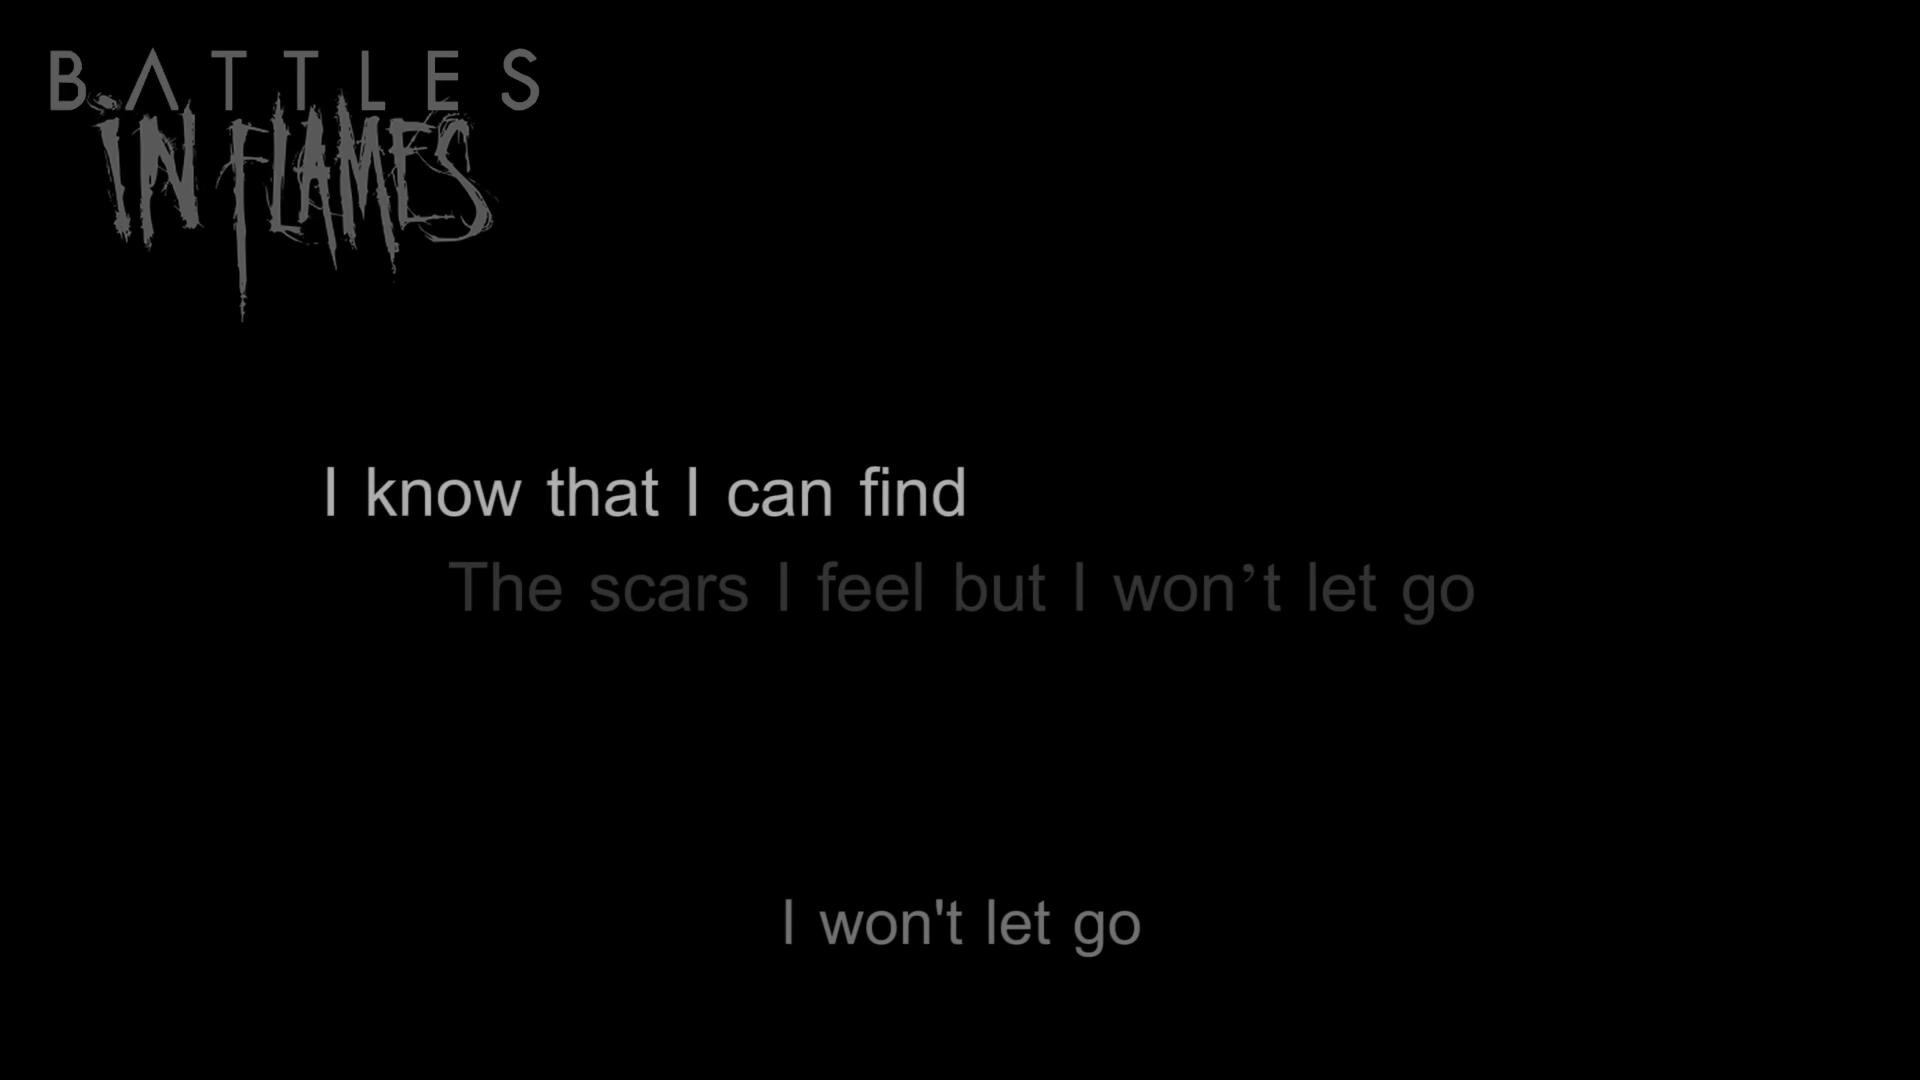 BATTLES
IN FLAMES
I know that I can find
The scars I feel but I won’t let go
I won't let go